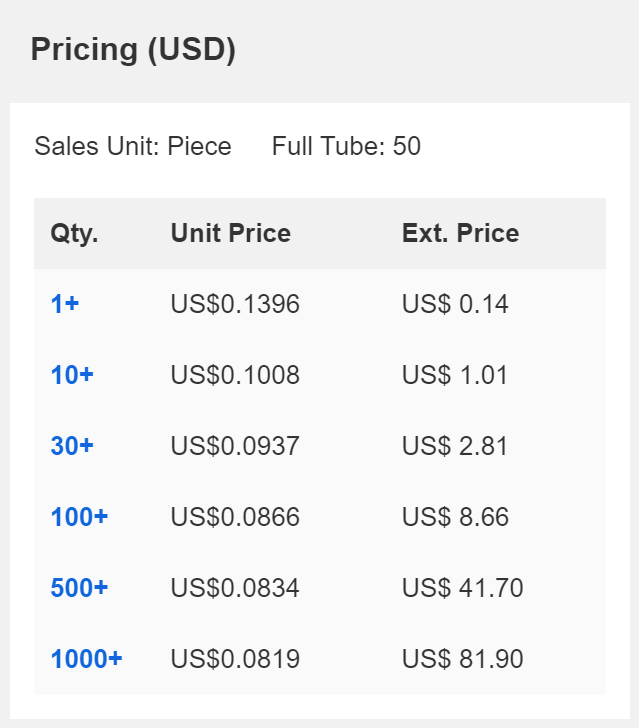 Pricing (USD)
Sales Unit: Piece Full Tube: 50
Qty. Unit Price Ext. Price
1+ US$0.1396 US$ 0.14
10+ US$0.1008 US$ 1.01
30+ US$0.0937 US$ 2.81
100+ US$0.0866 US$ 8.66
500+ US$0.0834 US$ 41.70
1000+ US$0.0819 US$ 81.90